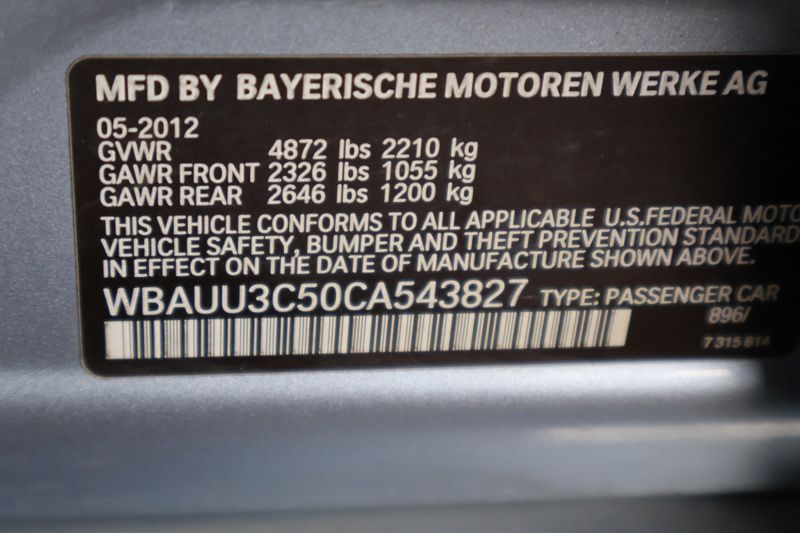 MFD BY BAYERISCHE MOTOREN WERKE AG
05-2012
GVWR 4872 lbs 2210 kg
GAWR FRONT 2326 lbs 1055 kg
GAWR REAR 2646 lbs 1200 kg
THIS VEHICLE CONFORMS TO ALL APPLICABLE U.S.FEDERAL MOTO
VEHICLE SAFETY, BUMPER AND THEFT PREVENTION STANDARD
IN EFFECT ON THE DATE OF MANUFACTURE SHOWN ABOVE.
WBAUU3C50CA543827 TYPE: PASSENGER CAR
896/
7 315 814